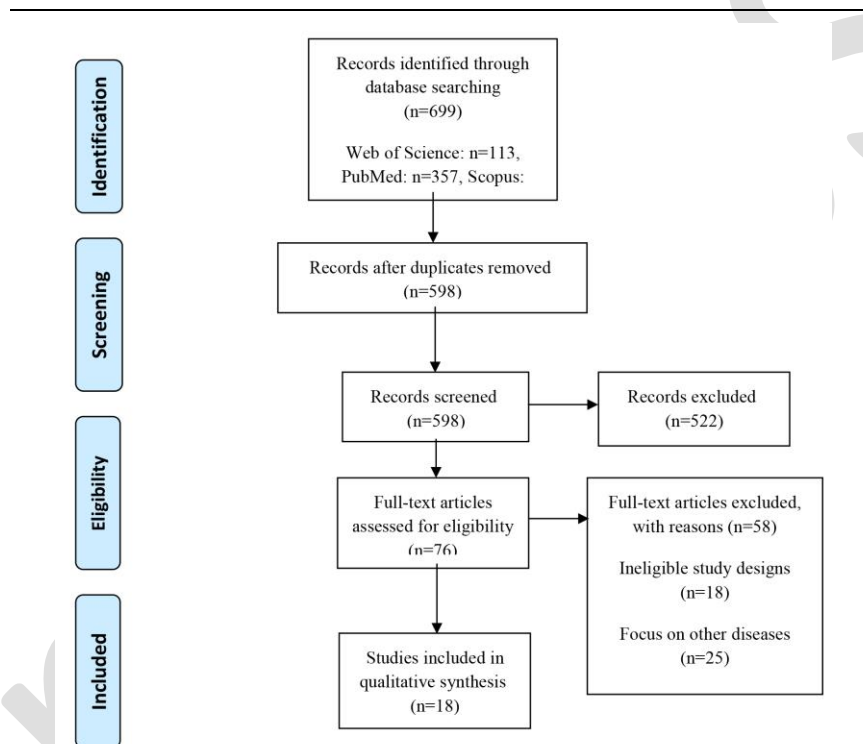 Identification
Records identified through
database searching
(n=699)
Web of Science: n=113,
PubMed: n=357, Scopus:
Screening
Records after duplicates removed
(n=598)
Records screened
(n=598)
Records excluded
(n=522)
Eligibility
Full-text articles
assessed for eligibility
(n=76)
Full-text articles excluded,
with reasons (n=58)
Ineligible study designs
(n=18)
Focus on other diseases
(n=25)
Included
Studies included in
qualitative synthesis
(n=18)